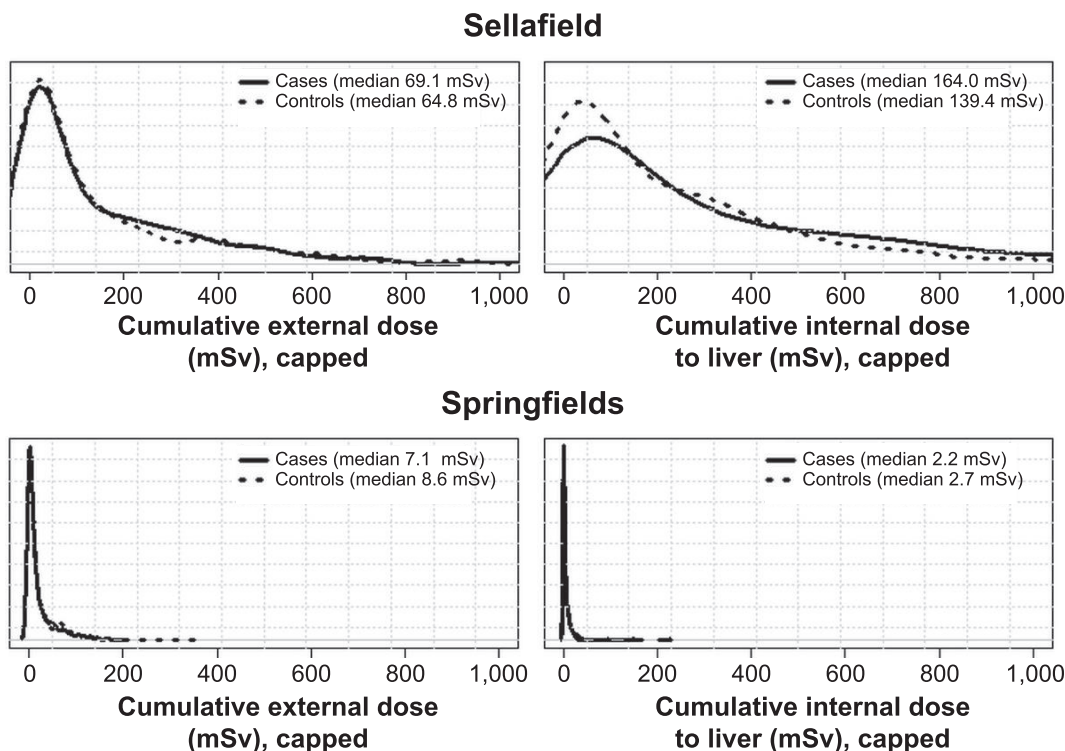 Sellafield
Cases (median 69.1 mSv)
Controls (median 64.8 mSv)
0 200 400 600 800 1,000
Cumulative external dose
(mSv), capped
Cases (median 164.0 mSv)
Controls (median 139.4 mSv)
0 200 400 600 800 1,000
Cumulative internal dose
to liver (mSv), capped
Springfields
Cases (median 7.1 mSv)
Controls (median 8.6 mSv)
0 200 400 600 800 1,000
Cumulative external dose
(mSv), capped
Cases (median 2.2 mSv)
Controls (median 2.7 mSv)
0 200 400 600 800 1,000
Cumulative internal dose
to liver (mSv), capped